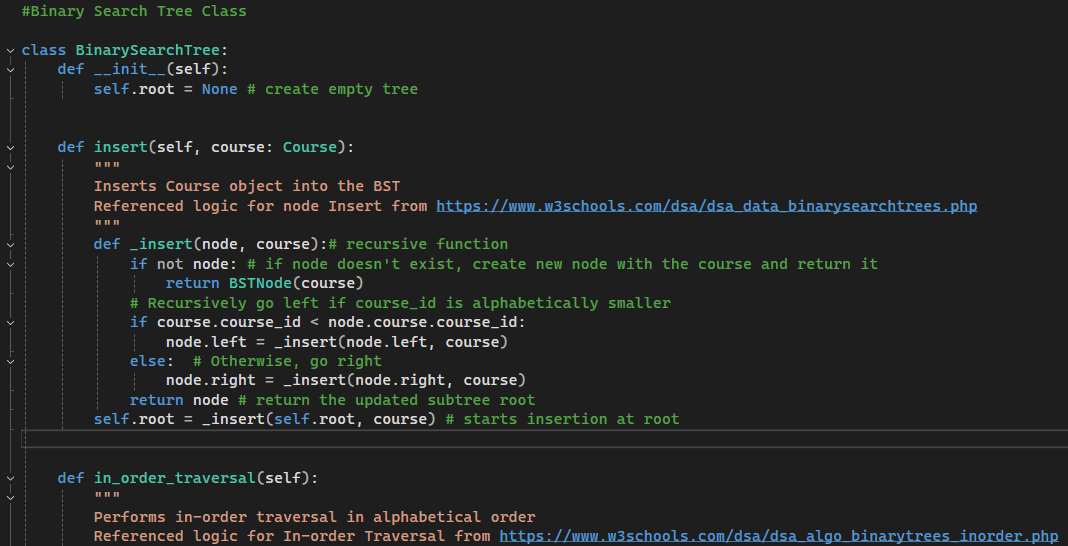 #Binary Search Tree Class
class BinarySearchTree:
def __init__(self):
self.root = None # create empty tree
def insert(self, course: Course):
"""
Inserts Course object into the BST
Referenced logic for node Insert from https://www.w3schools.com/dsa/dsa_data_binarysearchtrees.php
"""
def _insert(node, course):# recursive function
if not node: # if node doesn't exist, create new node with the course and return it
return BSTNode(course)
# Recursively go left if course_id is alphabetically smaller
if course.course_id < node.course.course_id:
node.left = _insert(node.left, course)
else:  # Otherwise, go right
node.right = _insert(node.right, course)
return node # return the updated subtree root
self.root = _insert(self.root, course) # starts insertion at root
def in_order_traversal(self):
"""
Performs in-order traversal in alphabetical order
Referenced logic for In-order Traversal from https://www.w3schools.com/dsa/dsa_algo_binarytrees_inorder.php